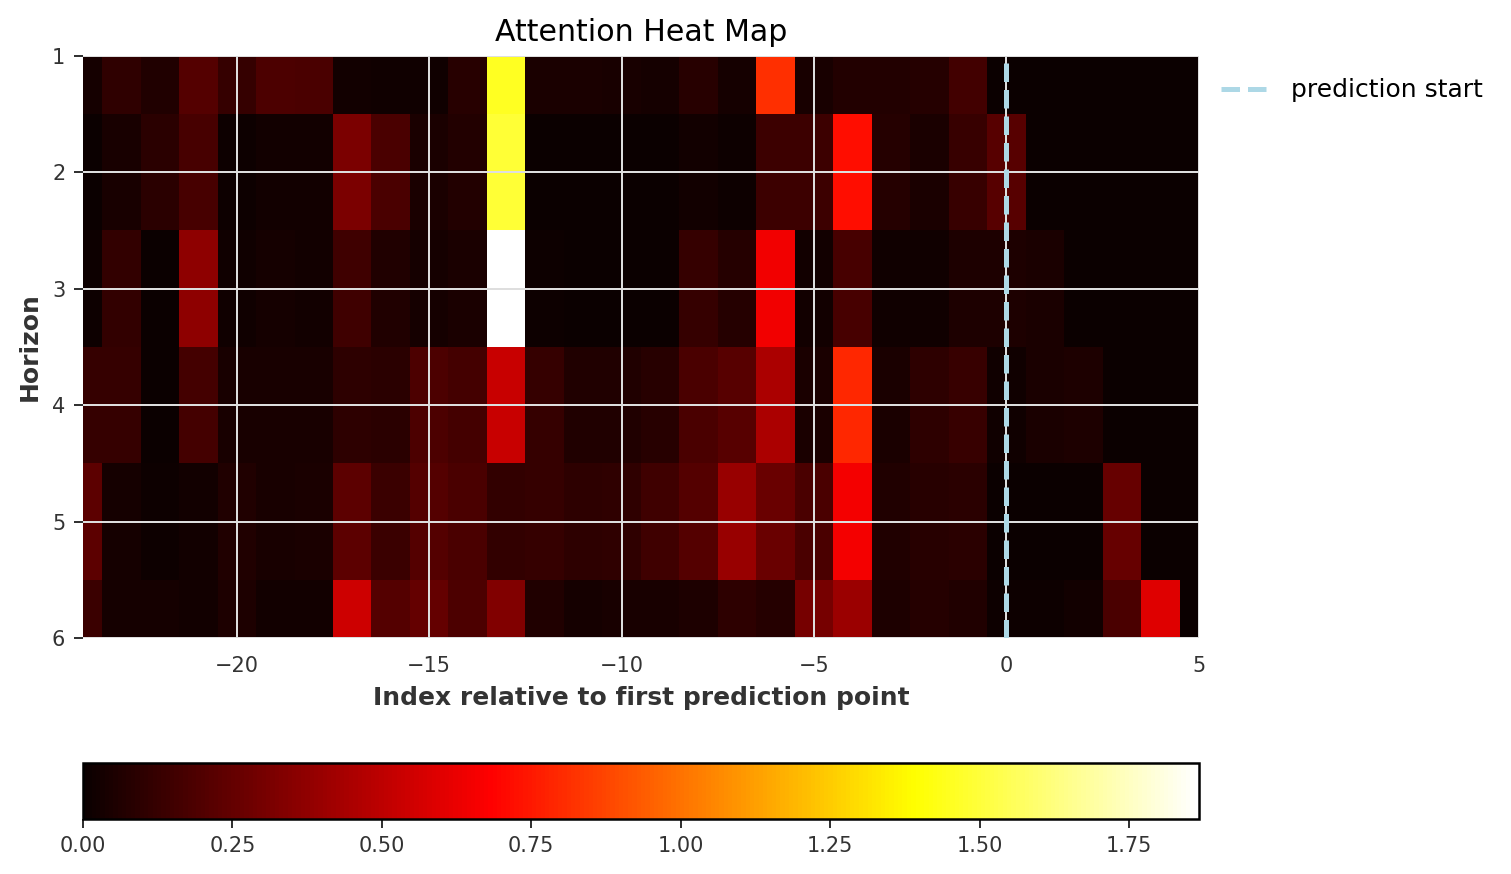 Attention Heat Map
prediction start
Horizon
1
2
3
4
5
6
−20 −15 −10 −5 0 5
Index relative to first prediction point
0.00 0.25 0.50 0.75 1.00 1.25 1.50 1.75